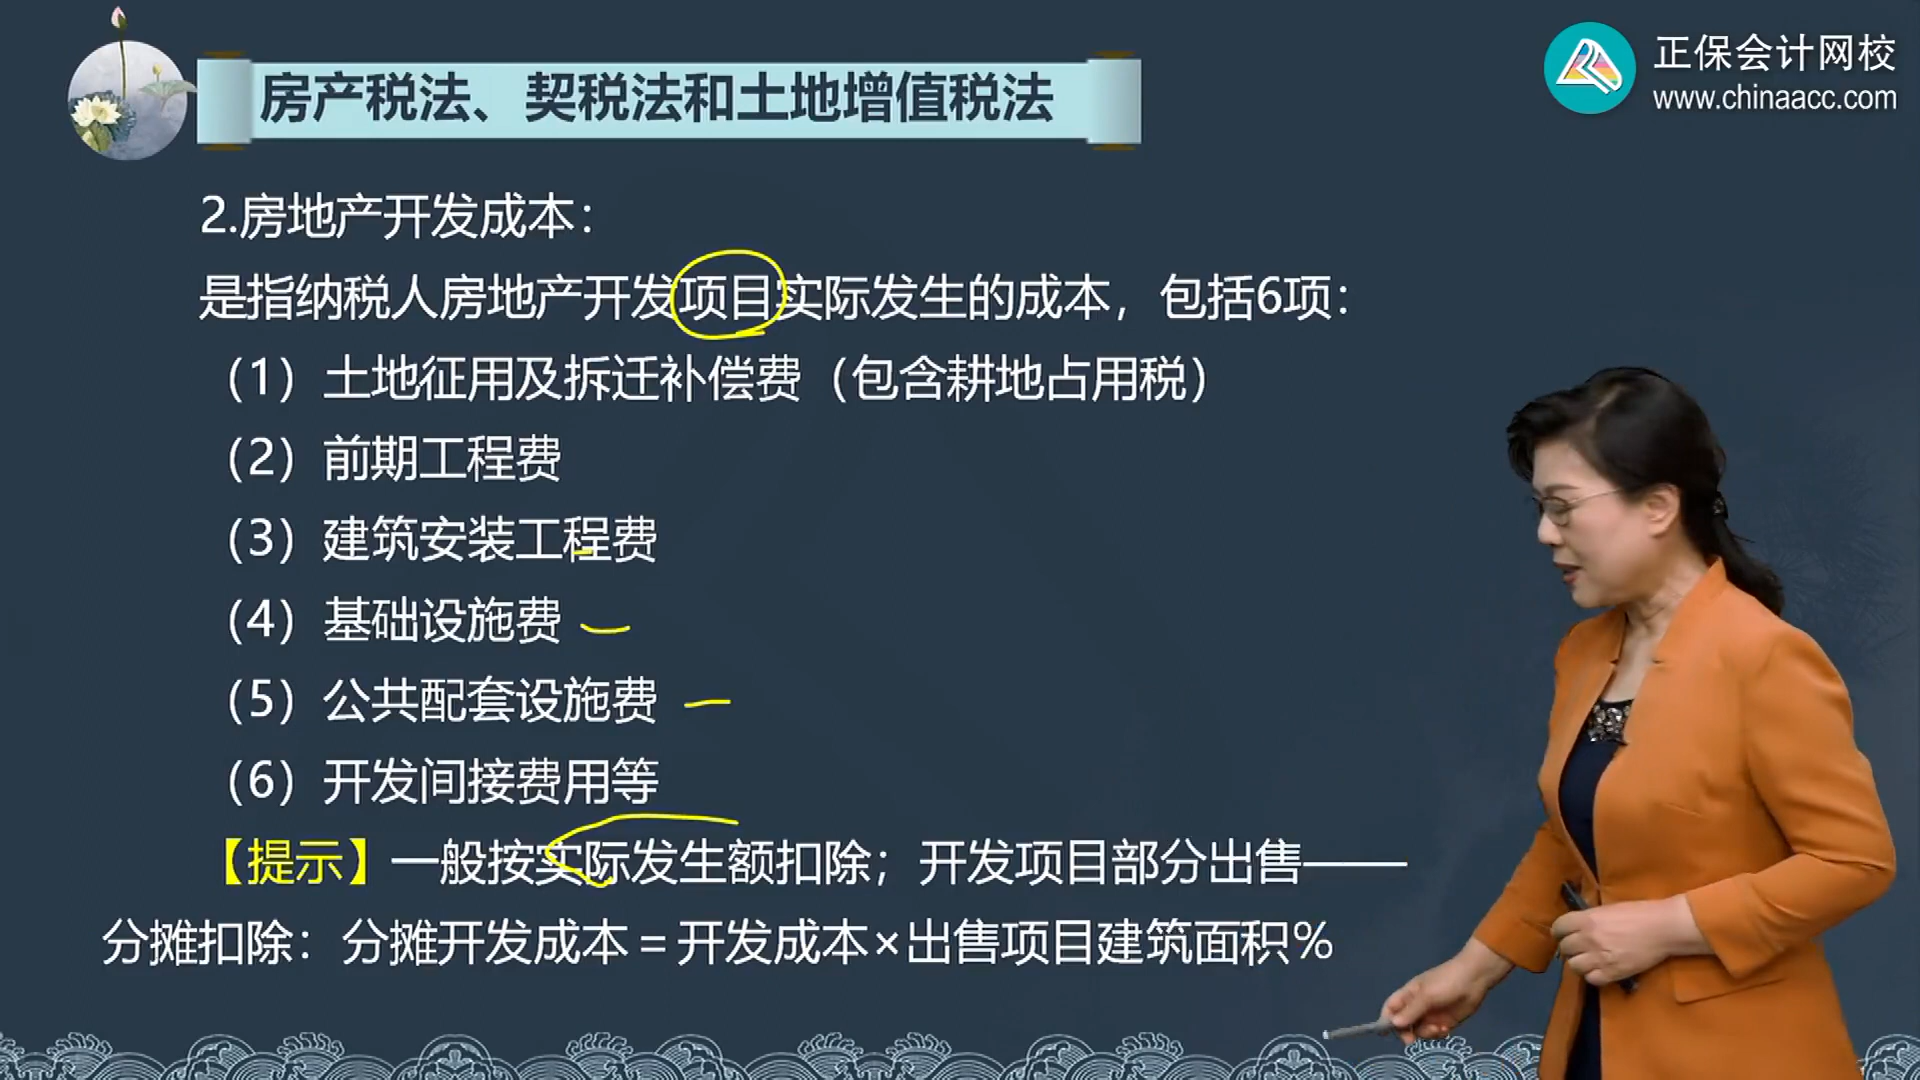 房产税法、契税法和土地增值税法
正保会计网校
www.chinaacc.com
2.房地产开发成本：
是指纳税人房地产开发项目实际发生的成本，包括6项：
（1）土地征用及拆迁补偿费（包含耕地占用税）
（2）前期工程费
（3）建筑安装工程费
（4）基础设施费
（5）公共配套设施费
（6）开发间接费用等
【提示】一般按实际发生额扣除；开发项目部分出售——
分摊扣除：分摊开发成本＝开发成本×出售项目建筑面积%